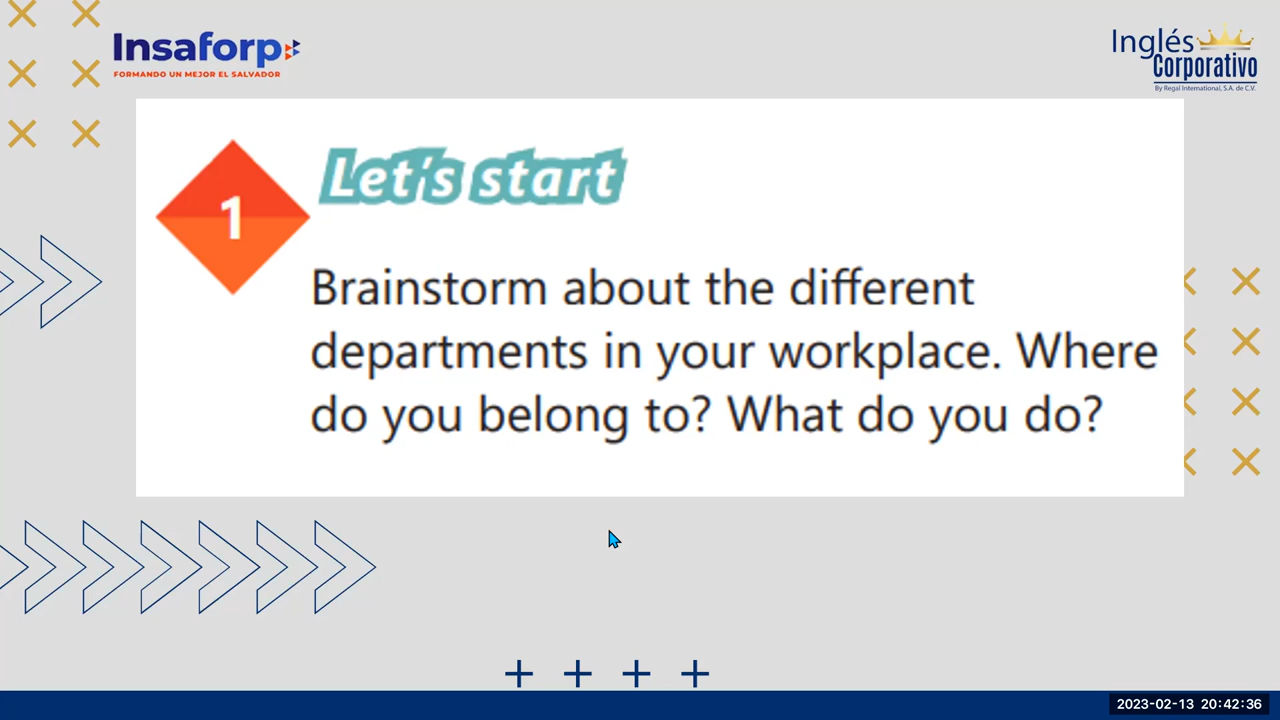 Insaforp
FORMANDO UN MEJOR EL SALVADOR
Inglés
Corporativo
By Regal International, S.A. de C.V.
1
Let's start
Brainstorm about the different
departments in your workplace. Where
do you belong to? What do you do?
2023-02-13 20:42:36